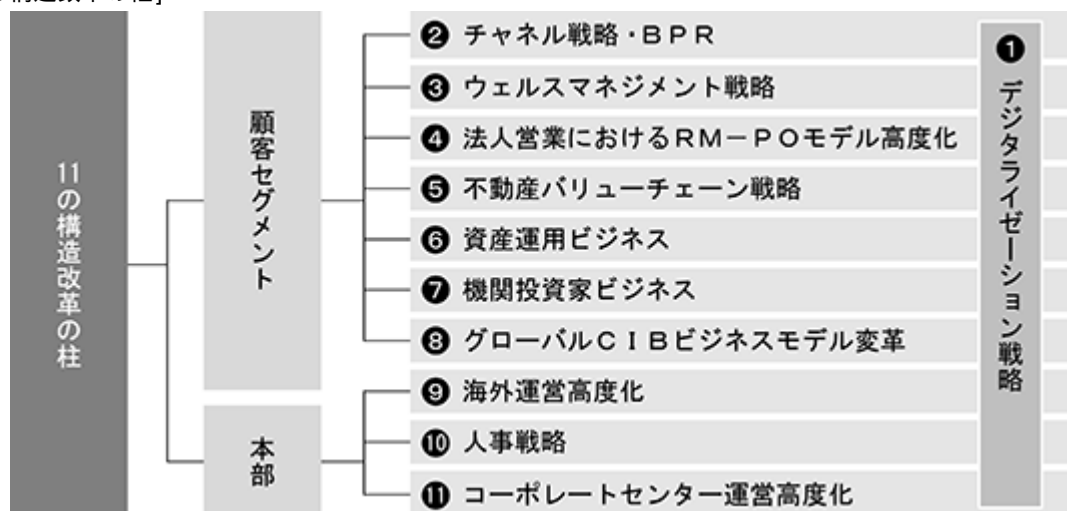 11の構造改革の柱
顧客セグメント
❷ チャネル戦略・ＢＰＲ
❸ ウェルスマネジメント戦略
❹ 法人営業におけるＲＭ－ＰＯモデル高度化
❺ 不動産バリューチェーン戦略
❻ 資産運用ビジネス
❼ 機関投資家ビジネス
❽ グローバルＣＩＢビジネスモデル変革
本部
❾ 海外運営高度化
❿ 人事戦略
⓫ コーポレートセンター運営高度化
❶ デジタライゼーション戦略